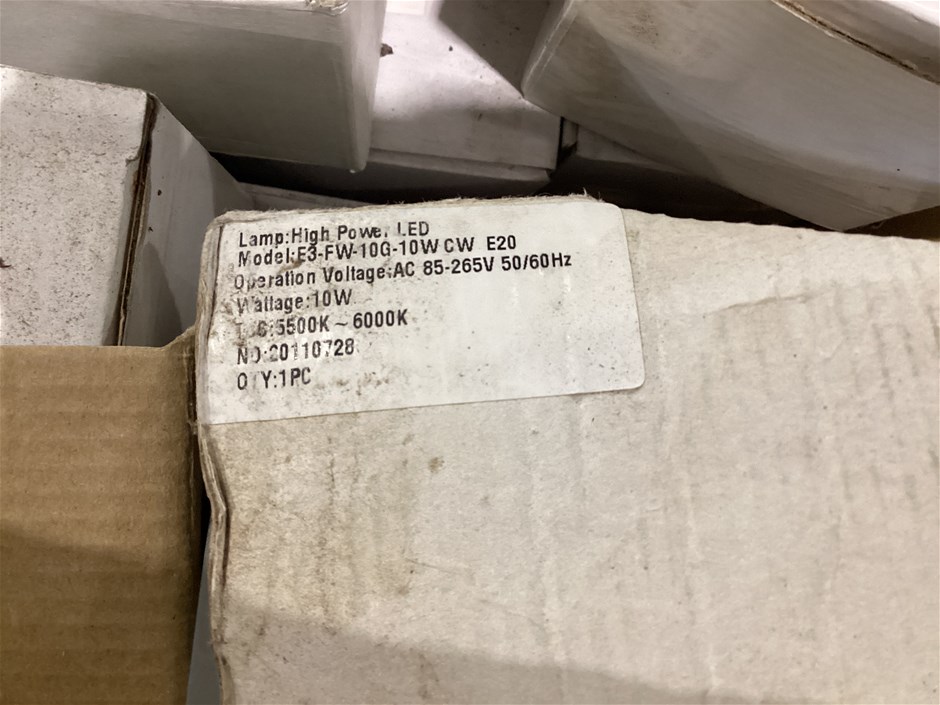 Lamp:High Power LED
Model:E3-FW-10G-10W CW E20
Operation Voltage:AC 85-265V 50/60Hz
Wattage:10W
5500K ~ 6000K
NO:20110728
QTY:1PC